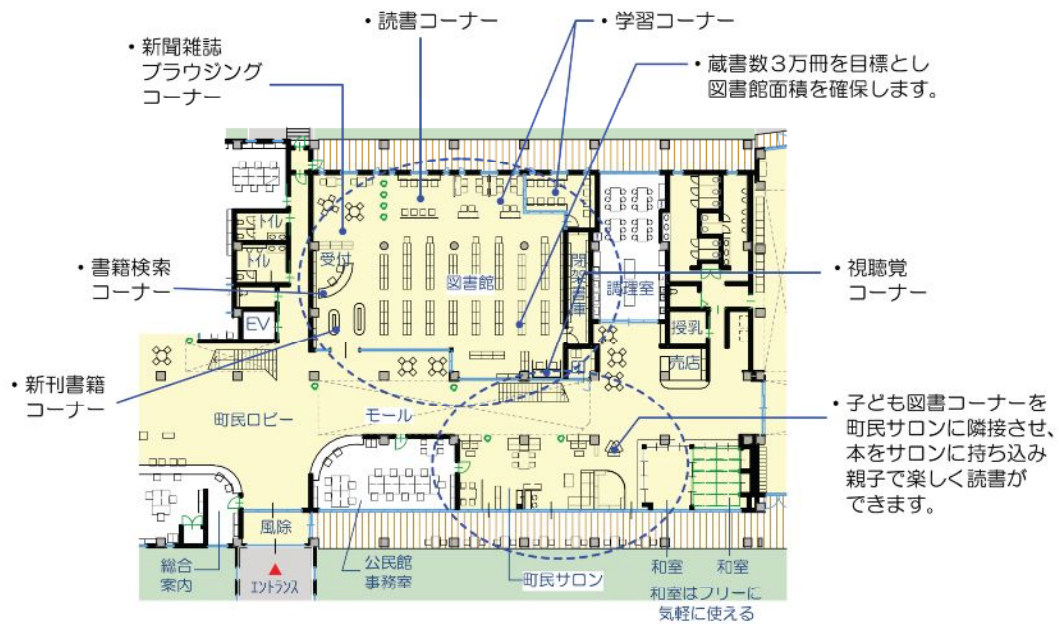 ・読書コーナー
・学習コーナー
・新聞雑誌
ブラウジング
コーナー
・蔵書数３万冊を目標とし
図書館面積を確保します。
トイレ
トイレ
受付
図書館
閉架書庫
調理室
・書籍検索
コーナー
・視聴覚
コーナー
EV
授乳
売店
・新刊書籍
コーナー
町民ロビー
モール
・子ども図書コーナーを
町民サロンに隣接させ、
本をサロンに持ち込み
親子で楽しく読書が
できます。
風除
総合
案内
エントランス
公民館
事務室
町民サロン
和室
和室
和室はフリーに
気軽に使える